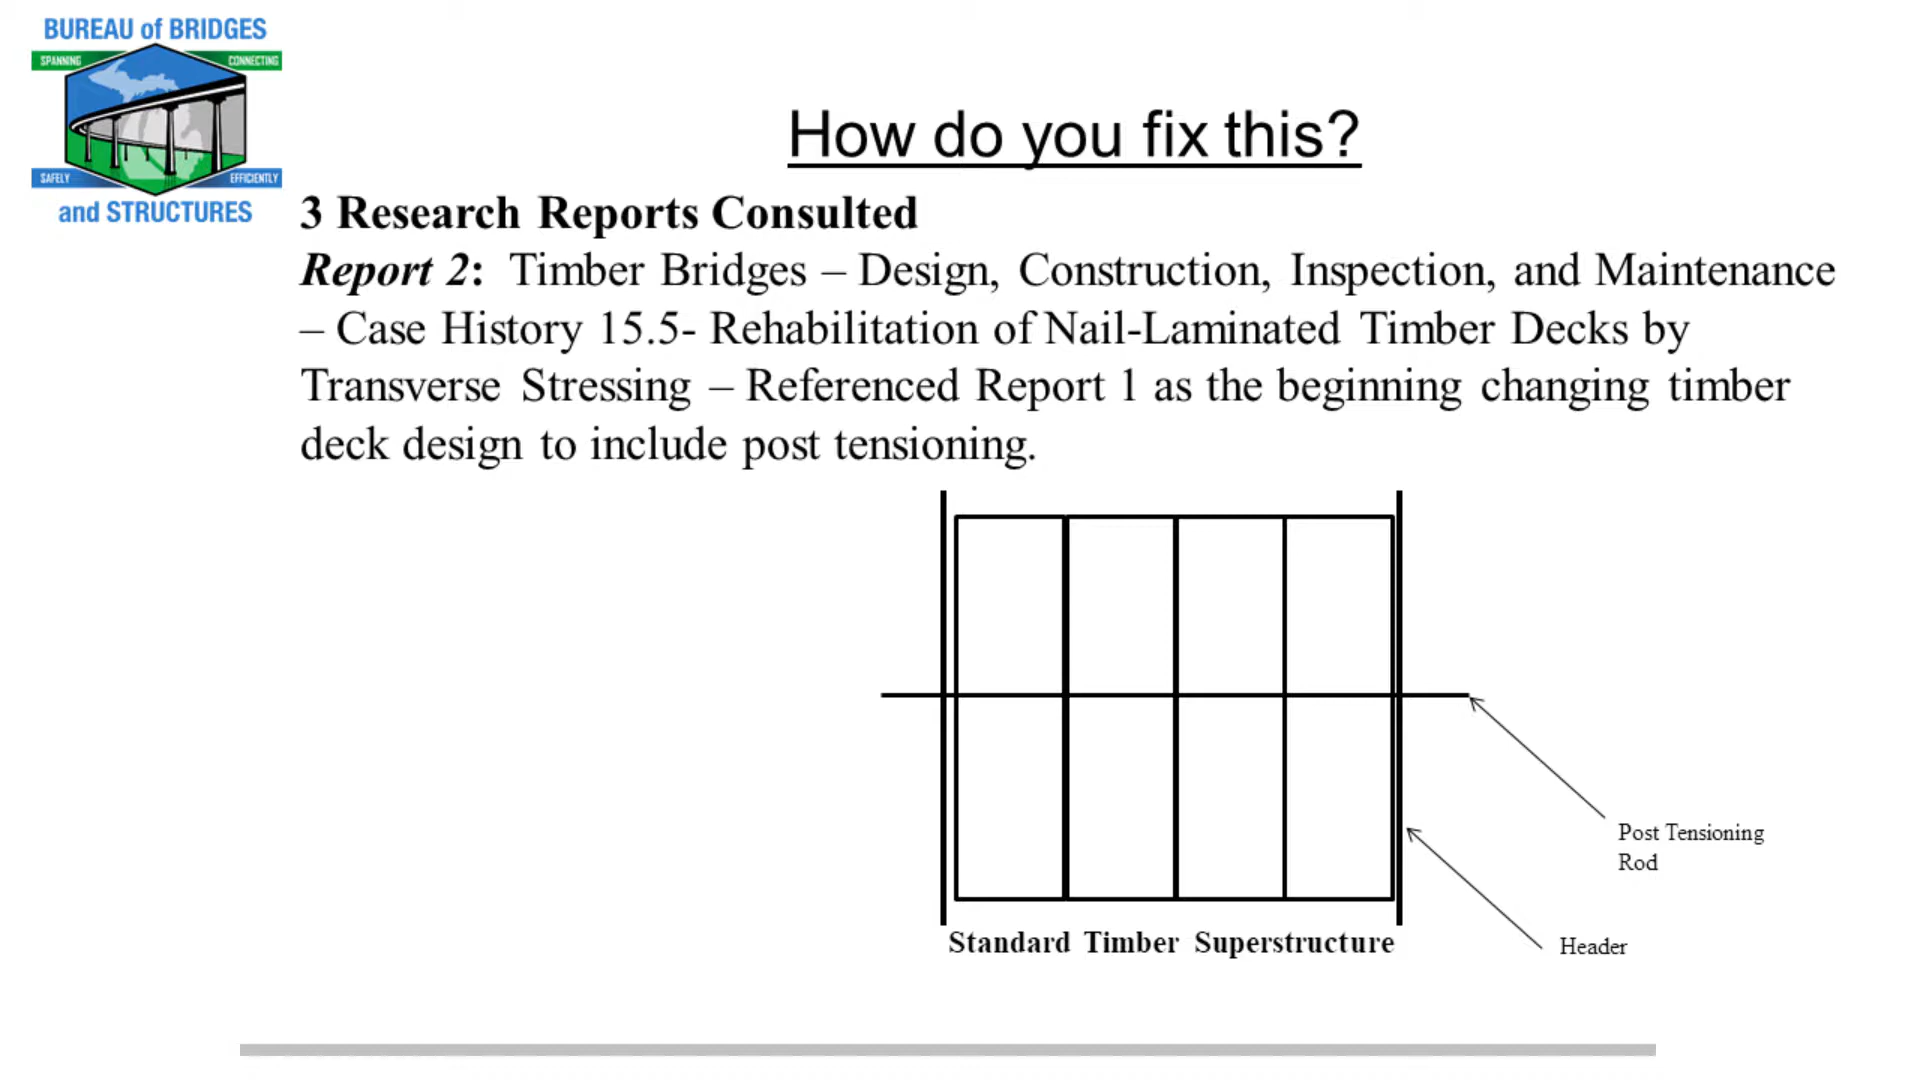 BUREAU of BRIDGES
SPANNING CONNECTING
SAFELY EFFICIENTLY
and STRUCTURES
How do you fix this?
3 Research Reports Consulted
Report 2: Timber Bridges – Design, Construction, Inspection, and Maintenance
– Case History 15.5- Rehabilitation of Nail-Laminated Timber Decks by
Transverse Stressing – Referenced Report 1 as the beginning changing timber
deck design to include post tensioning.
Post Tensioning
Rod
Standard Timber Superstructure
Header